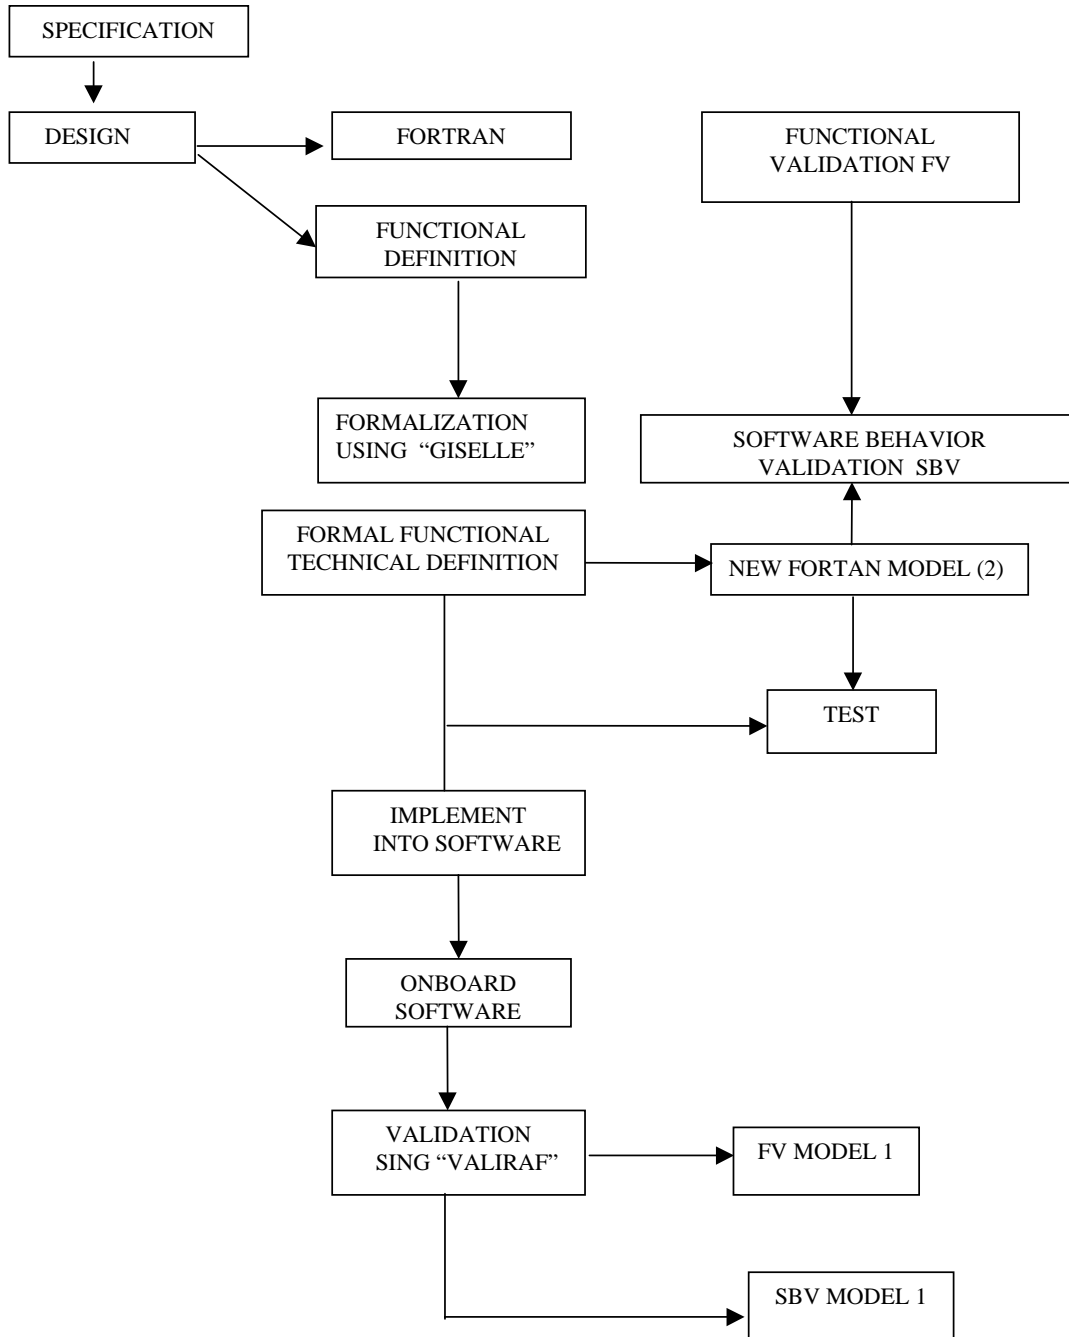 SPECIFICATION
DESIGN
FORTRAN
FUNCTIONAL
VALIDATION FV
FUNCTIONAL
DEFINITION
FORMALIZATION
USING “GISELLE”
SOFTWARE BEHAVIOR
VALIDATION SBV
FORMAL FUNCTIONAL
TECHNICAL DEFINITION
NEW FORTAN MODEL (2)
TEST
IMPLEMENT
INTO SOFTWARE
ONBOARD
SOFTWARE
VALIDATION
SING “VALIRAF”
FV MODEL 1
SBV MODEL 1